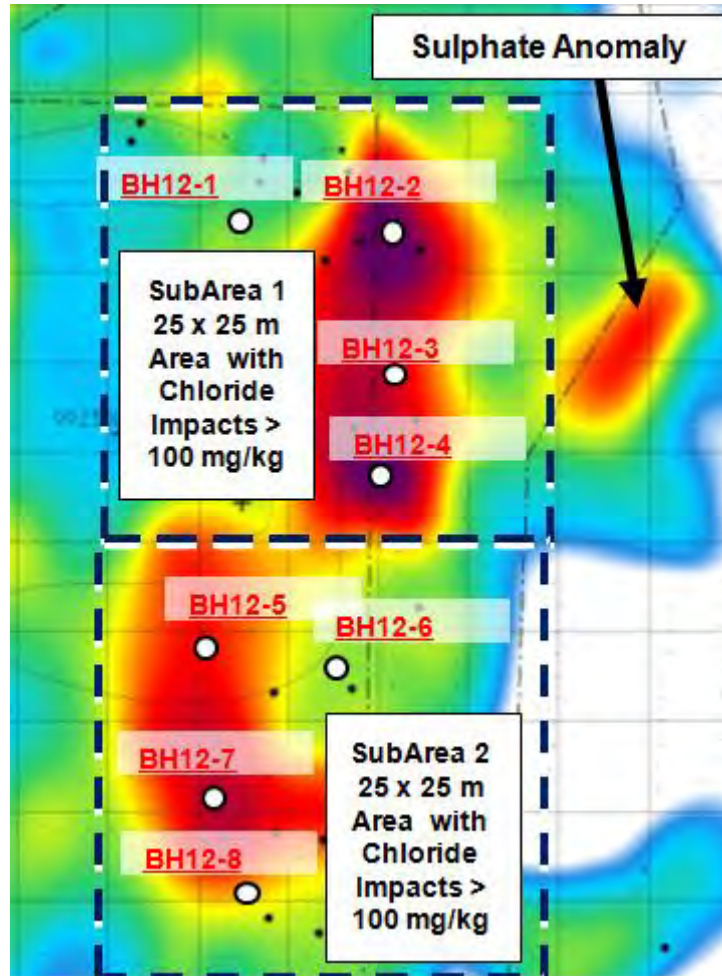 Sulphate Anomaly
BH12-1
BH12-2
SubArea 1
25 x 25 m
Area with
Chloride
Impacts >
100 mg/kg
BH12-3
BH12-4
BH12-5
BH12-6
BH12-7
BH12-8
SubArea 2
25 x 25 m
Area with
Chloride
Impacts >
100 mg/kg